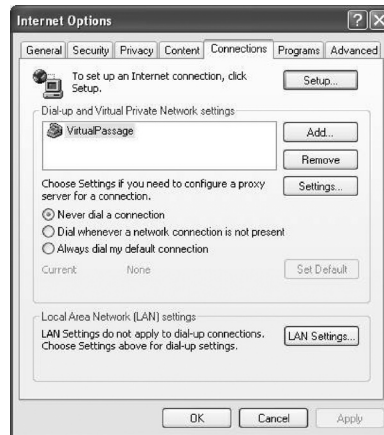 Internet Options
General Security Privacy Content Connections Programs Advanced
To set up an Internet connection, click
Setup.
Setup...
Dial-up and Virtual Private Network settings
VirtualPassage
Add...
Remove
Choose Settings if you need to configure a proxy
server for a connection.
Settings...
Never dial a connection
Dial whenever a network connection is not present
Always dial my default connection
Current None
Set Default
Local Area Network (LAN) settings
LAN Settings do not apply to dial-up connections.
Choose Settings above for dial-up settings.
LAN Settings...
OK Cancel Apply